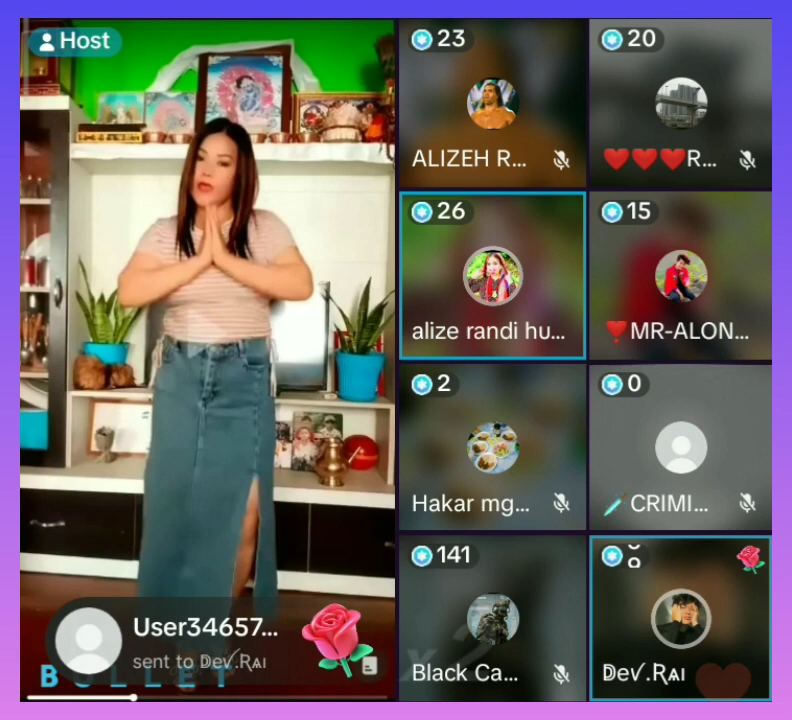 Host
23
ALIZEH R...
20
❤️❤️❤️R...
26
alize randi hu...
15
❣️MR-ALON...
2
Hakar mg...
0
🗡️CRIMI...
141
Black Ca...
x2
DeV.RAI
User34657...
sent to DeV.RAI
BULLET